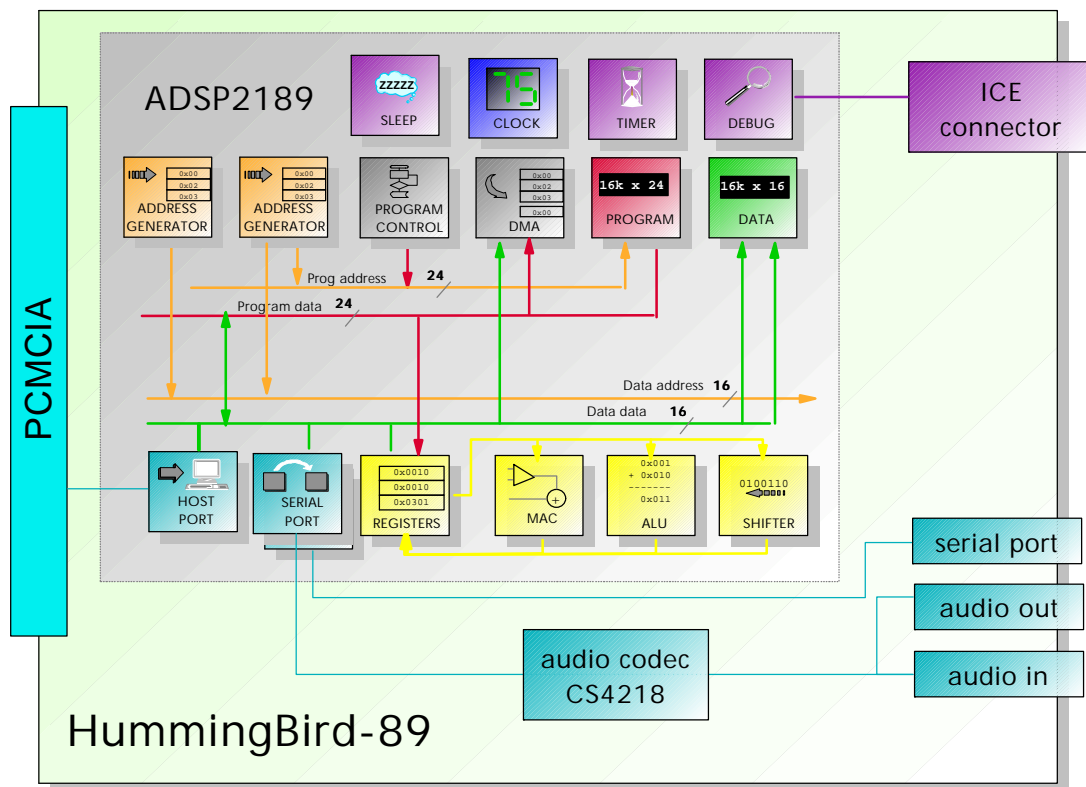 ADSP2189
zzzzz
SLEEP
75
CLOCK
TIMER
DEBUG
ICE
connector
PCMCIA
0x00
0x02
0x03
ADDRESS
GENERATOR
0x00
0x02
0x03
ADDRESS
GENERATOR
PROGRAM
CONTROL
0x00
0x02
0x03
0x00
DMA
16k x 24
PROGRAM
16k x 16
DATA
Prog address 24
Program data 24
Data address 16
Data data 16
HOST
PORT
SERIAL
PORT
0x0010
0x0010
0x0301
REGISTERS
+
MAC
0x001
+ 0x010
-------
0x011
ALU
0100110
SHIFTER
serial port
audio out
audio in
audio codec
CS4218
HummingBird-89